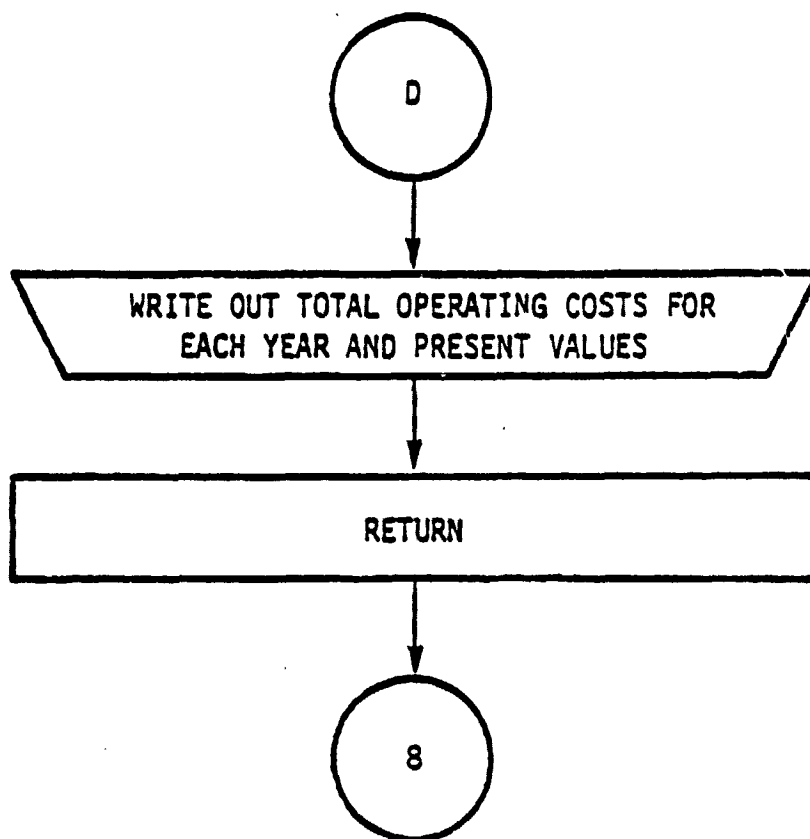 D
WRITE OUT TOTAL OPERATING COSTS FOR
EACH YEAR AND PRESENT VALUES
RETURN
8